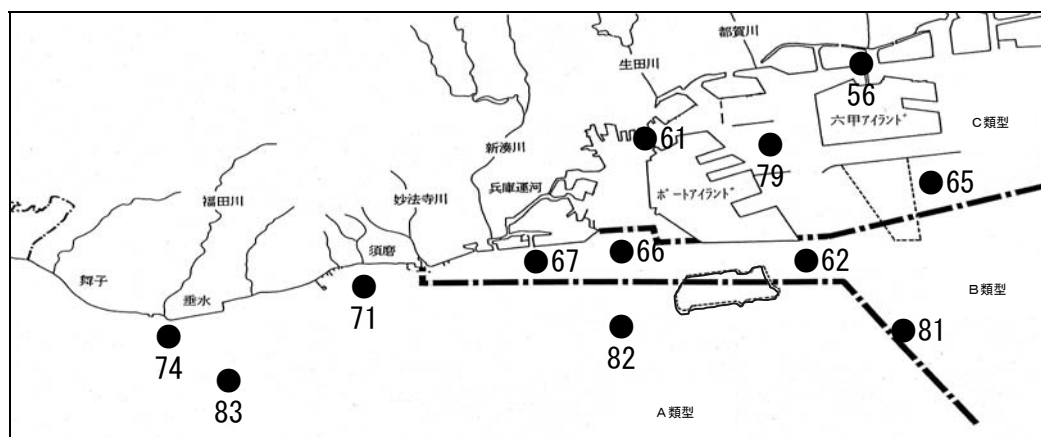 都賀川
生田川
56
六甲アイランド
C類型
61
新湊川
79
兵庫運河
65
ポートアイランド
妙法寺川
福田川
須磨
66
67
62
舞子
垂水
71
B類型
74
82
81
83
A類型